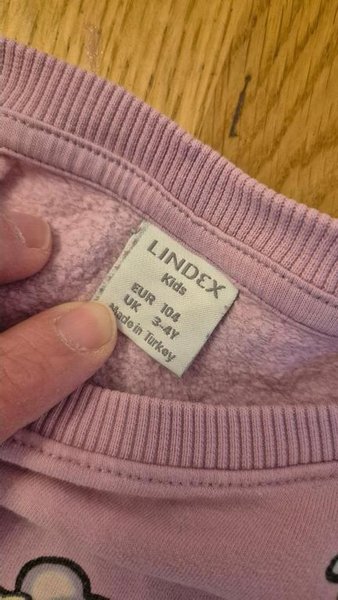 LINDEX
Kids
EUR 104
UK 3-4Y
Made in Turkey